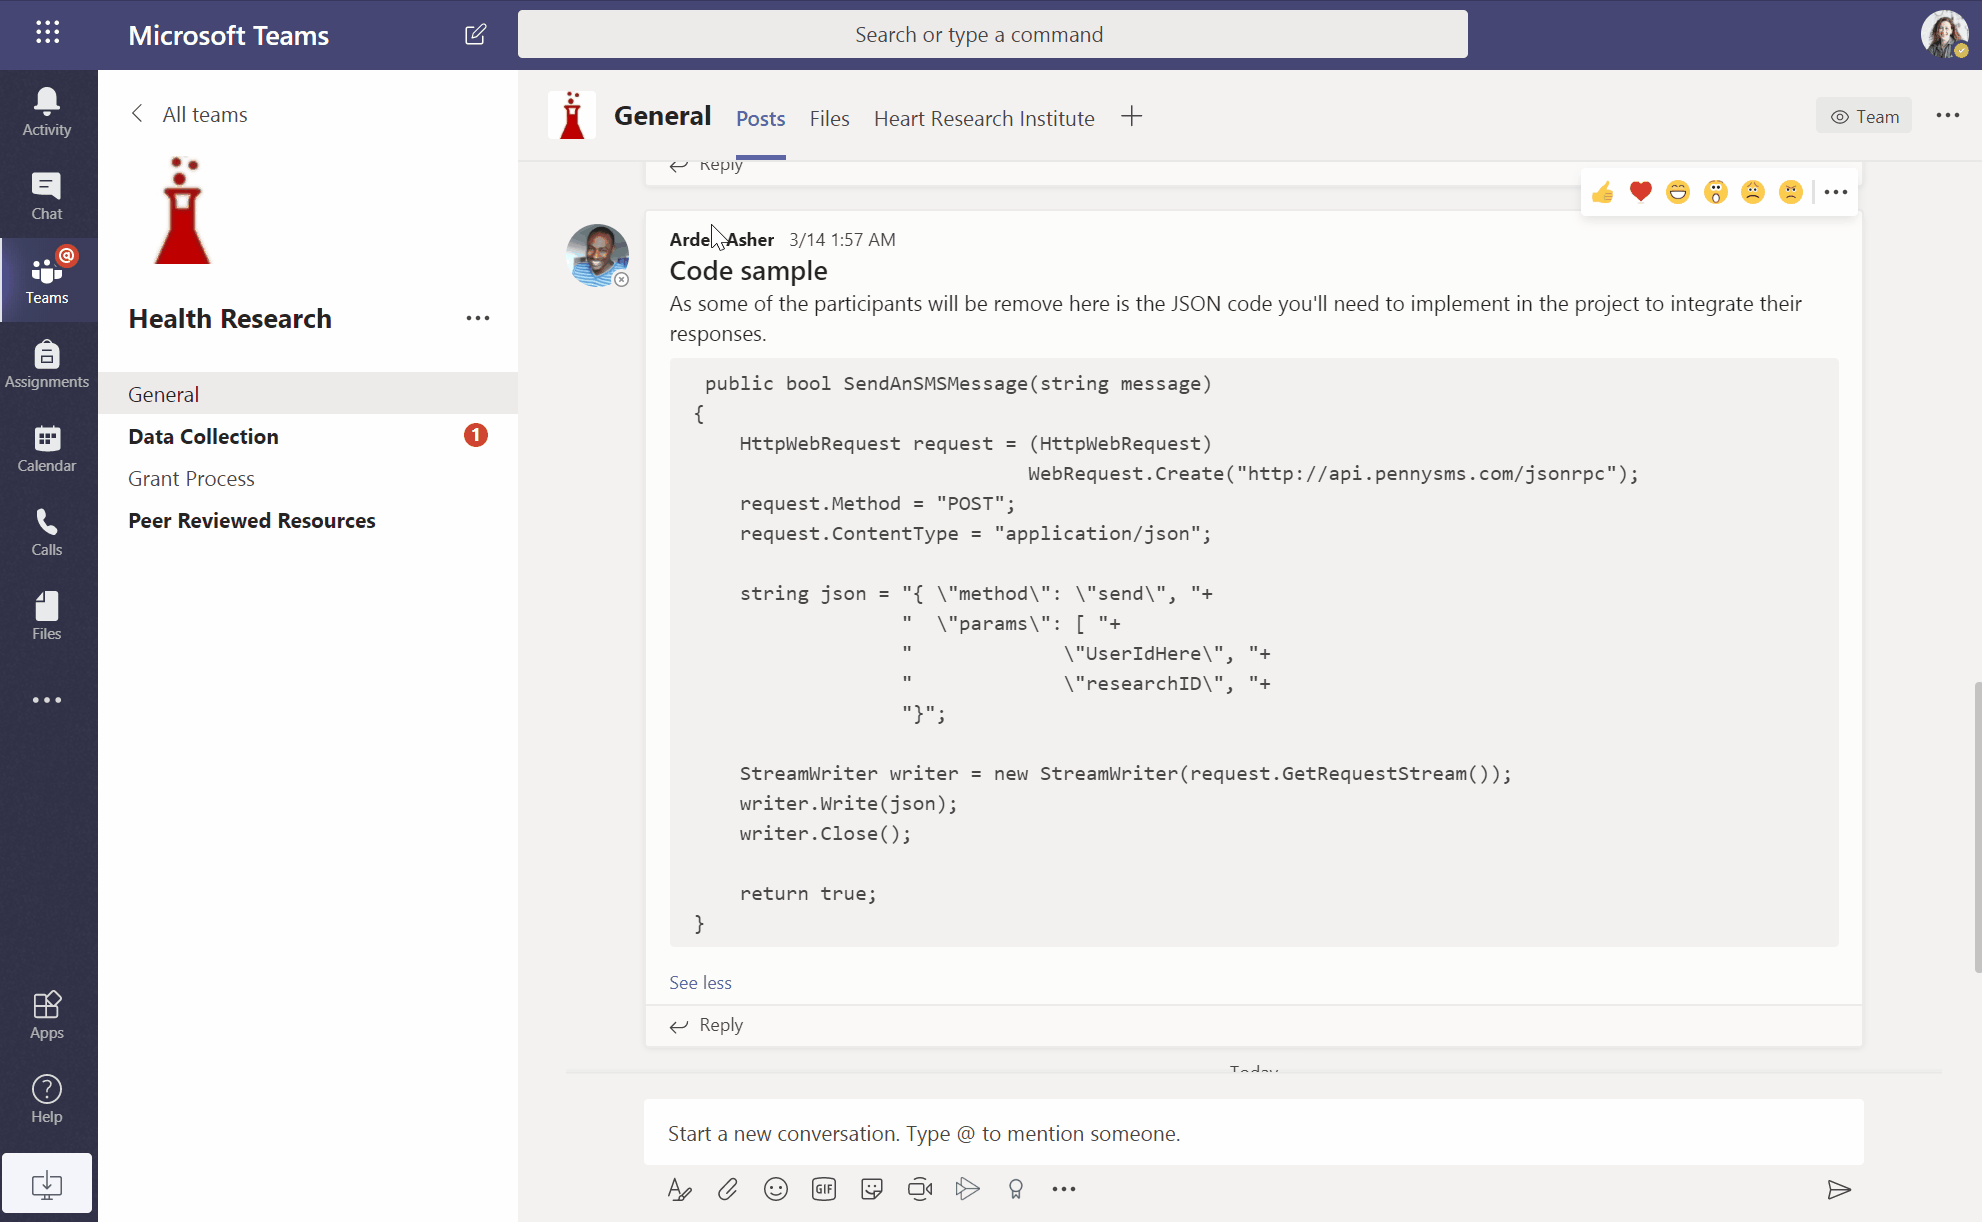 Microsoft Teams
Search or type a command
Activity
Chat
@
Teams
Assignments
Calendar
Calls
Files
Apps
Help
All teams
Health Research
General
Data Collection 1
Grant Process
Peer Reviewed Resources
General Posts Files Heart Research Institute
Team
Reply
Asher 3/14 1:57 AM
Code sample
As some of the participants will be remove here is the JSON code you'll need to implement in the project to integrate their
responses.
public bool SendAnSMSMessage(string message)
{
HttpWebRequest request = (HttpWebRequest)
WebRequest.Create("http://api.pennysms.com/jsonrpc");
request.Method = "POST";
request.ContentType = "application/json";
string json = "{ \"method\": \"send\", "+
"  \"params\": [ "+
"             \"UserIdHere\", "+
"             \"researchID\", "+
"}";
StreamWriter writer = new StreamWriter(request.GetRequestStream());
writer.Write(json);
writer.Close();
return true;
}
See less
Reply
Today
Start a new conversation. Type @ to mention someone.
GIF